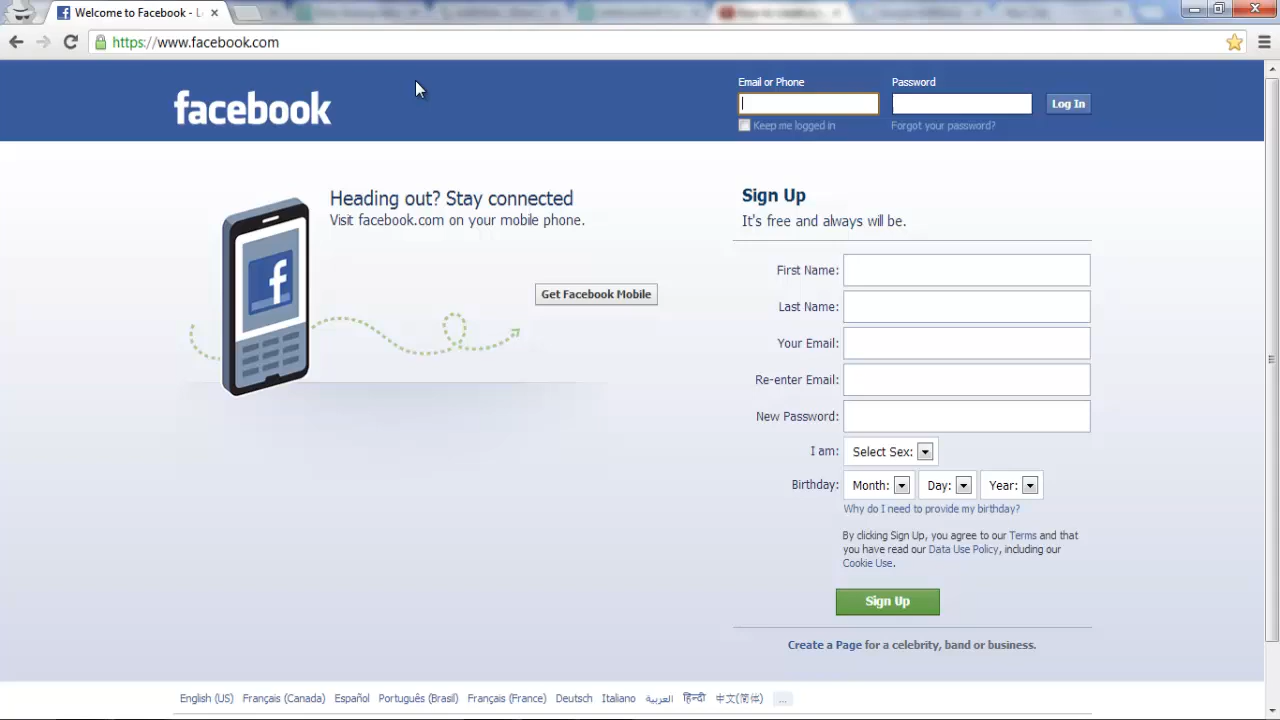 Welcome to Facebook - L
https://www.facebook.com
facebook
Email or Phone
Password
Log In
Keep me logged in
Forgot your password?
Heading out? Stay connected
Visit facebook.com on your mobile phone.
Get Facebook Mobile
Sign Up
It's free and always will be.
First Name:
Last Name:
Your Email:
Re-enter Email:
New Password:
I am: Select Sex:
Birthday: Month: Day: Year:
Why do I need to provide my birthday?
By clicking Sign Up, you agree to our Terms and that
you have read our Data Use Policy, including our
Cookie Use.
Sign Up
Create a Page for a celebrity, band or business.
English (US) Français (Canada) Español Português (Brasil) Français (France) Deutsch Italiano العربية हिन्दी 中文(简体) ...